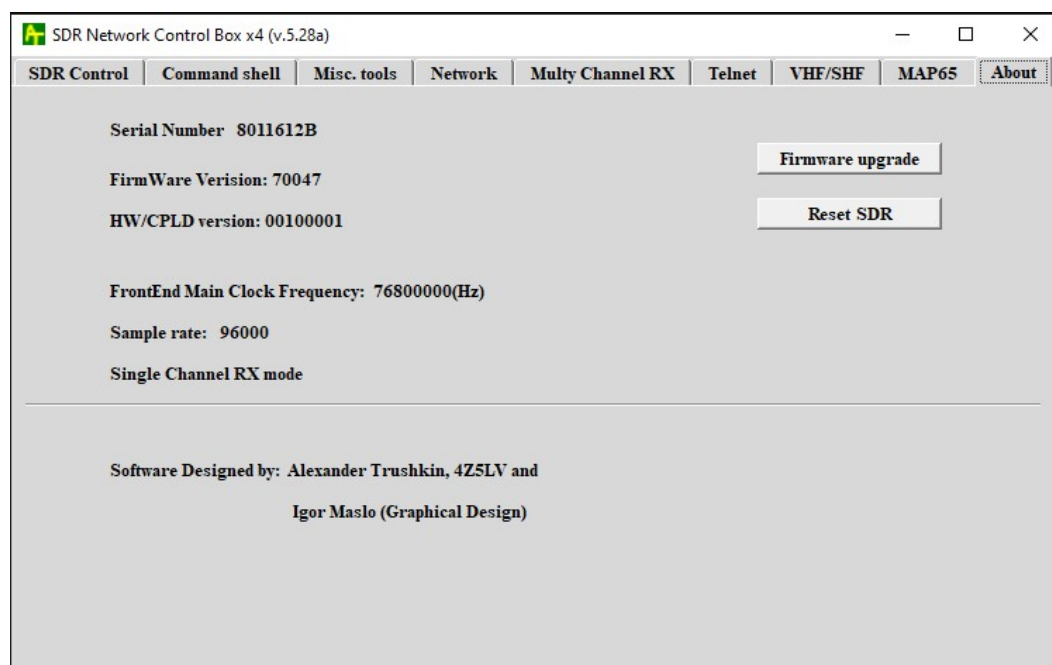 SDR Network Control Box x4 (v.5.28a)
SDR Control Command shell Misc. tools Network Multy Channel RX Telnet VHF/SHF MAP65 About
Serial Number 8011612B
Firmware upgrade
FirmWare Verision: 70047
Reset SDR
HW/CPLD version: 00100001
FrontEnd Main Clock Frequency: 76800000(Hz)
Sample rate: 96000
Single Channel RX mode
Software Designed by: Alexander Trushkin, 4Z5LV and
Igor Maslo (Graphical Design)